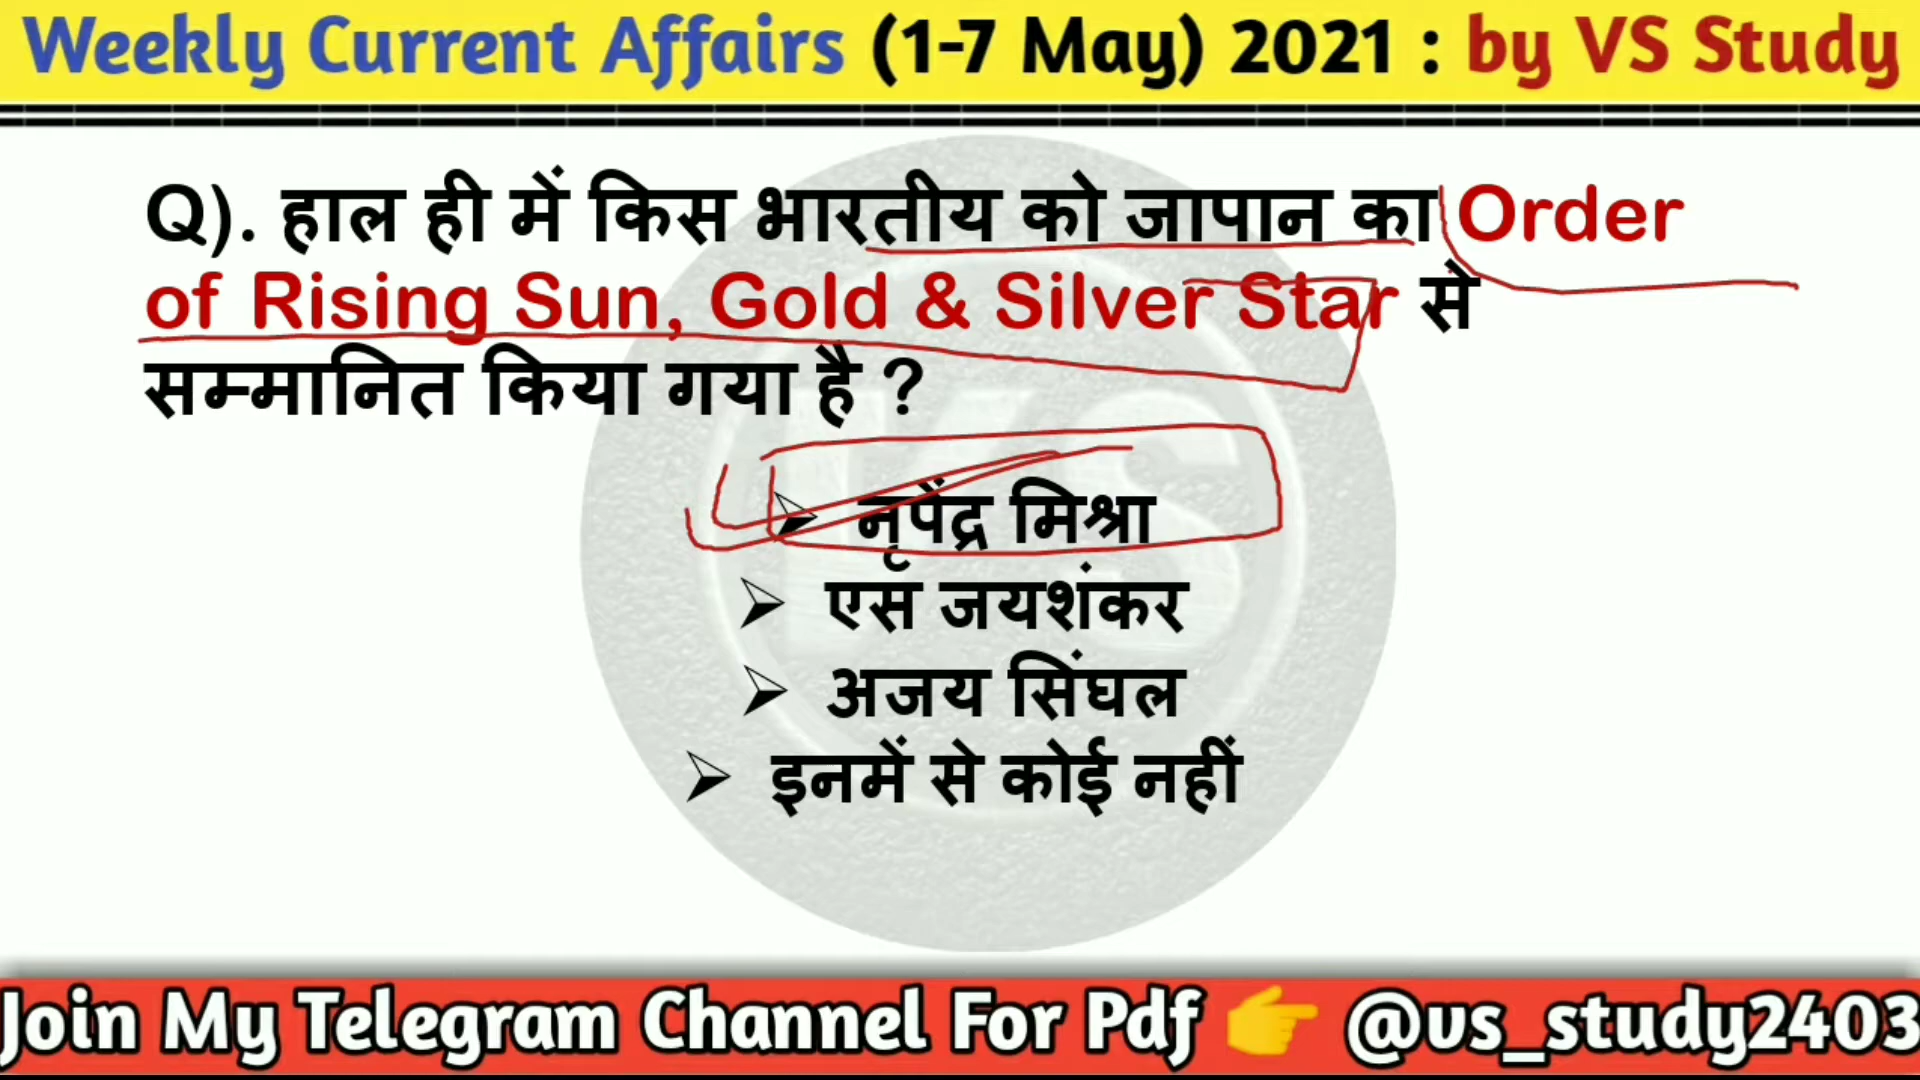 Weekly Current Affairs (1-7 May) 2021 : by VS Study
Q). हाल ही में किस भारतीय को जापान का Order
of Rising Sun, Gold & Silver Star से
सम्मानित किया गया है ?
➢ नृपेंद्र मिश्रा
➢ एस जयशंकर
➢ अजय सिंघल
➢ इनमें से कोई नहीं
VS
Join My Telegram Channel For Pdf 👉 @vs_study2403